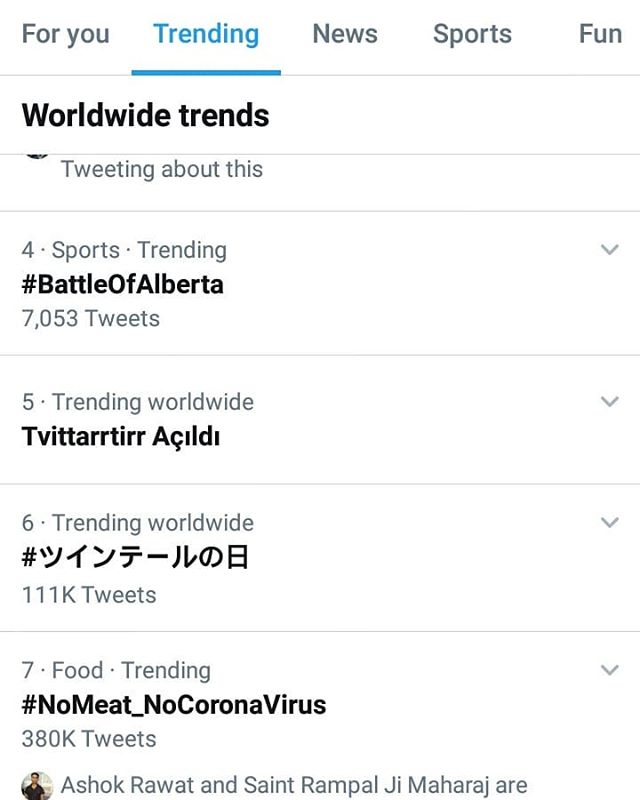 For you Trending News Sports Fun
Worldwide trends
Tweeting about this
4 · Sports · Trending
#BattleOfAlberta
7,053 Tweets
5 · Trending worldwide
Tvittarrtirr Açıldı
6 · Trending worldwide
#ツインテールの日
111K Tweets
7 · Food · Trending
#NoMeat_NoCoronaVirus
380K Tweets
Ashok Rawat and Saint Rampal Ji Maharaj are